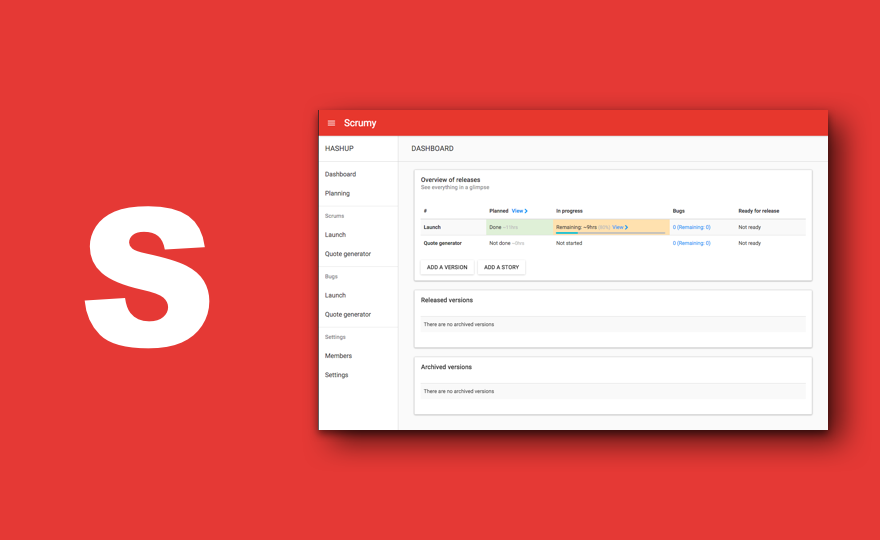 S
Scrumy
HASHUP
DASHBOARD
Dashboard
Planning
Scrums
Launch
Quote generator
Bugs
Launch
Quote generator
Settings
Members
Settings
Overview of releases
See everything in a glimpse
# Planned View In progress Bugs Ready for release
Launch Done Remaining: ~9hrs View 0 (Remaining: 0) Not ready
Quote generator Not done Not started 0 (Remaining: 0) Not ready
ADD A VERSION ADD A STORY
Released versions
There are no archived versions
Archived versions
There are no archived versions